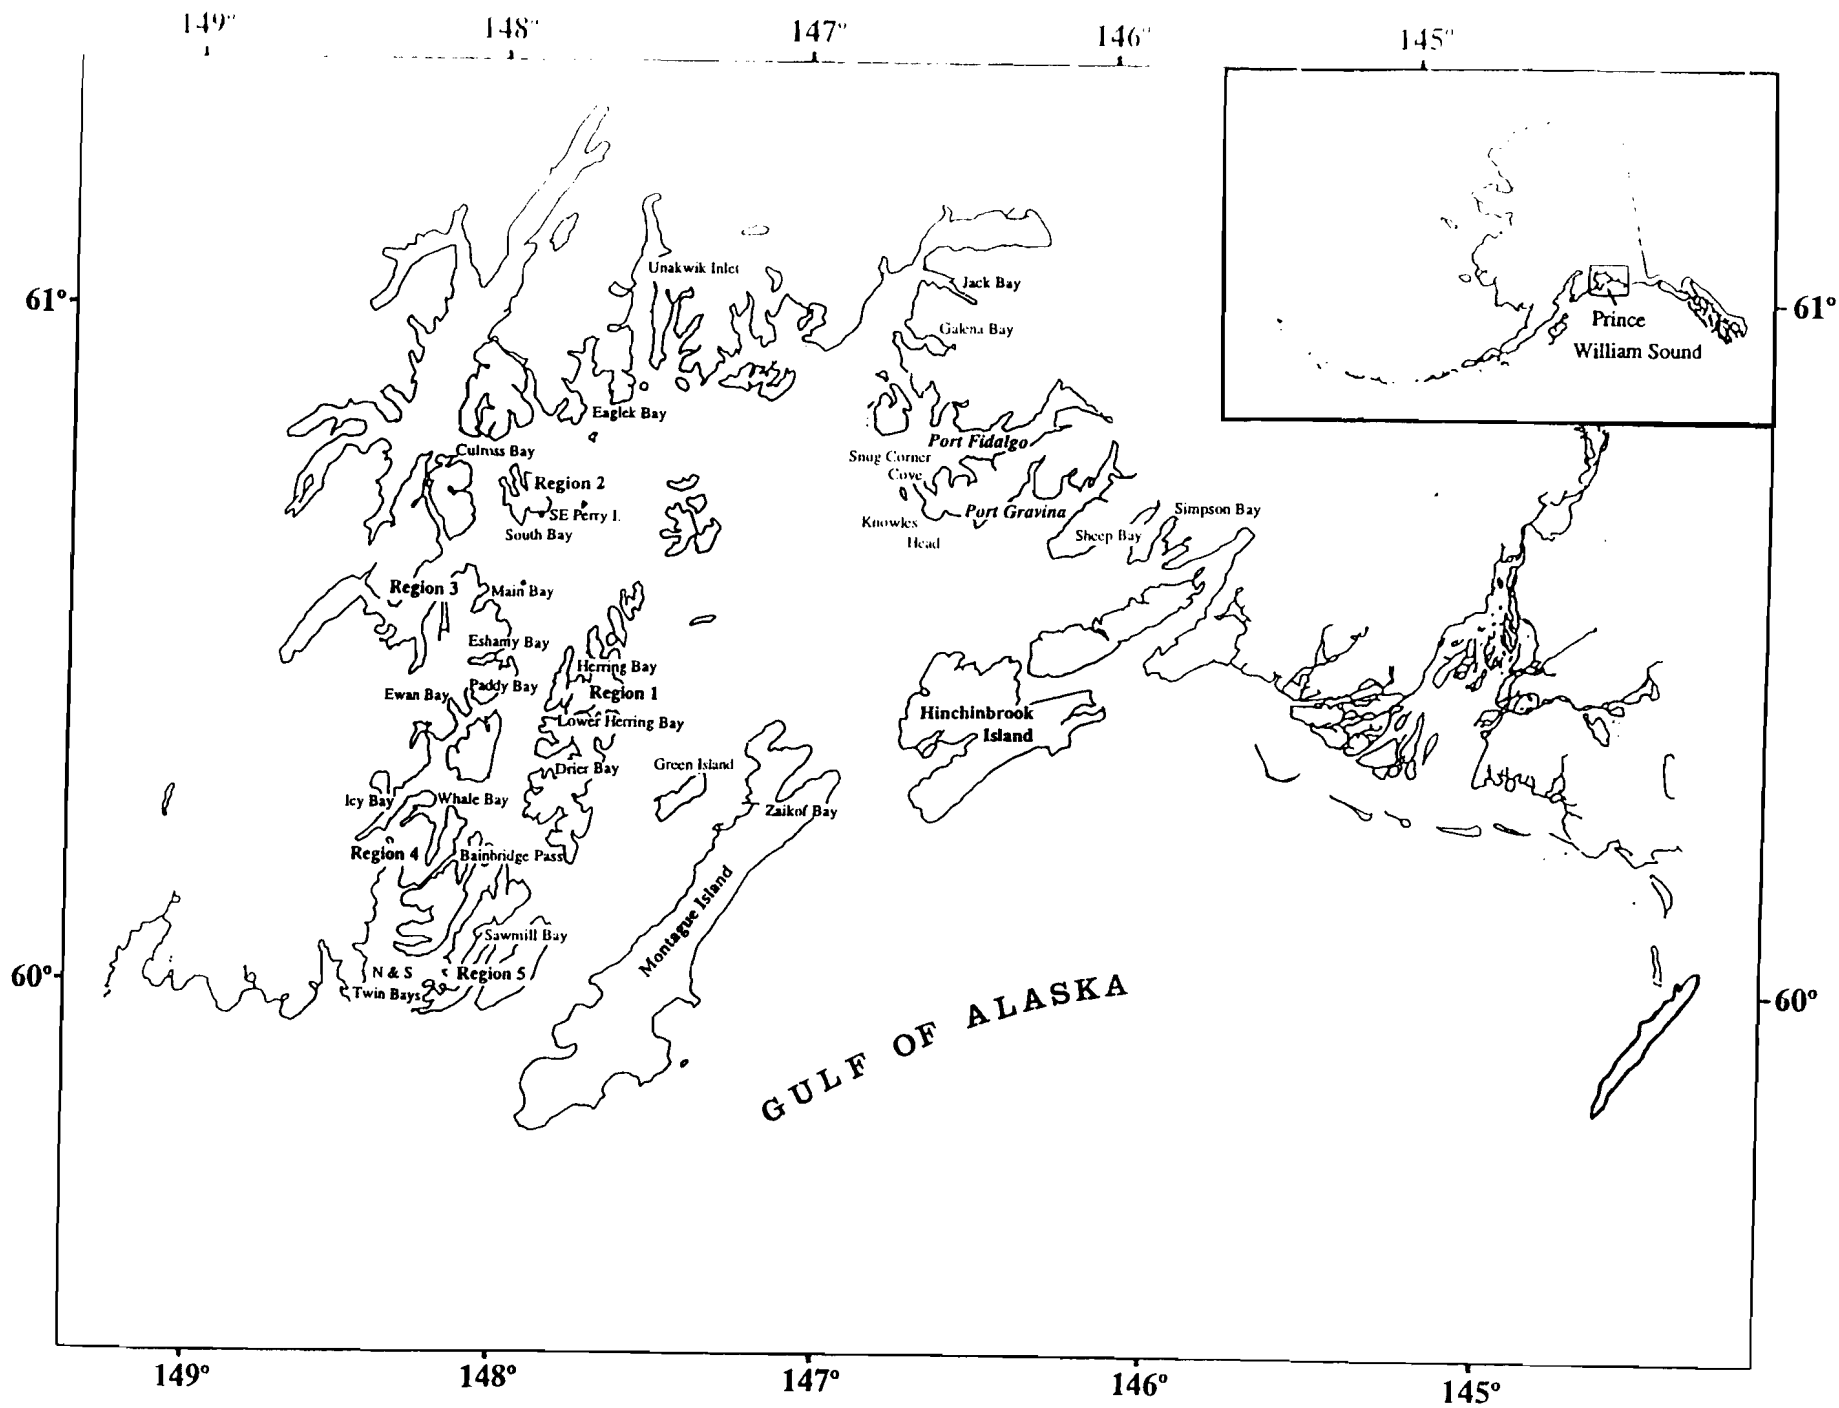 149°
148°
147°
146°
145°
61°
61°
Prince
William Sound
Unakwik Inlet
Jack Bay
Galena Bay
Eaglek Bay
Port Fidalgo
Culross Bay
Snug Corner
Cove
Region 2
SE Perry I.
South Bay
Port Gravina
Knowles
Head
Simpson Bay
Sheep Bay
Region 3
Main Bay
Eshamy Bay
Herring Bay
Paddy Bay
Ewan Bay
Region 1
Lower Herring Bay
Hinchinbrook
Island
Drier Bay
Green Island
Icy Bay
Whale Bay
Zaikof Bay
Region 4
Bainbridge Pass
Montague Island
Sawmill Bay
N & S
Twin Bays
Region 5
60°
60°
GULF OF ALASKA
149°
148°
147°
146°
145°